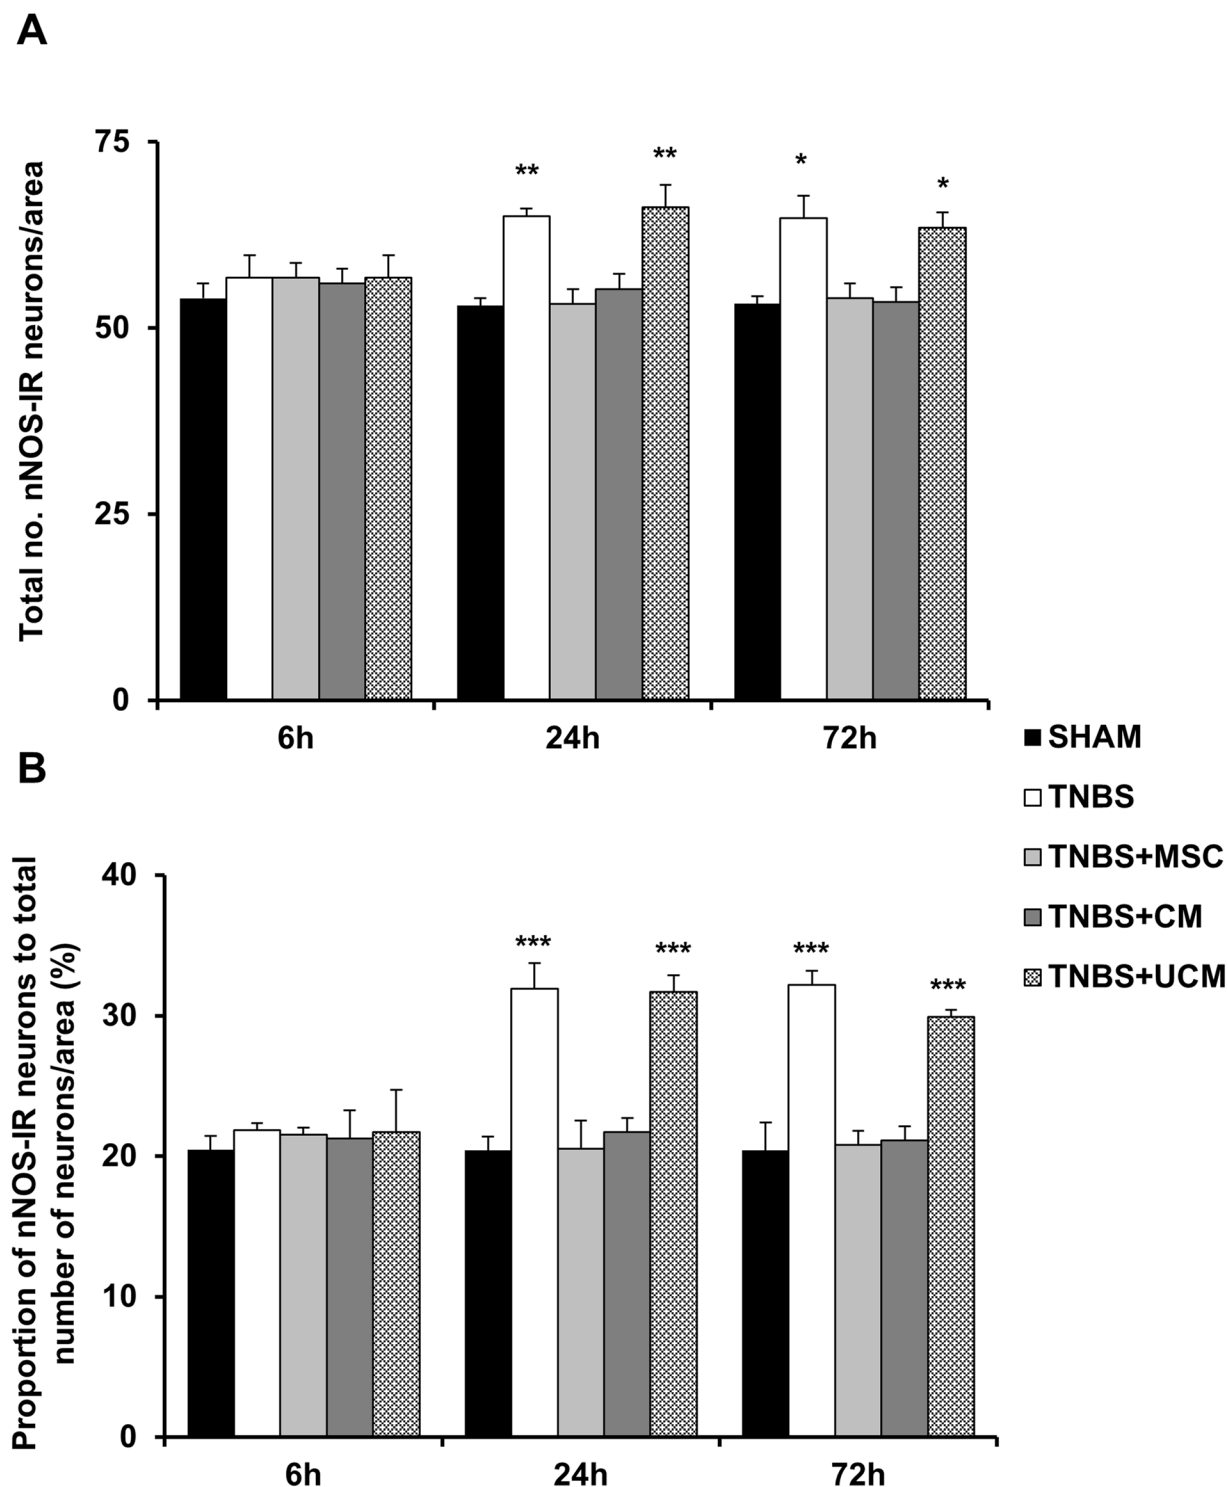 A
Total no. nNOS-IR neurons/area
75
50
25
0
**
**
*
*
6h
24h
72h
SHAM
TNBS
TNBS+MSC
TNBS+CM
TNBS+UCM
B
Proportion of nNOS-IR neurons to total
number of neurons/area (%)
40
30
20
10
0
***
***
***
***
6h
24h
72h